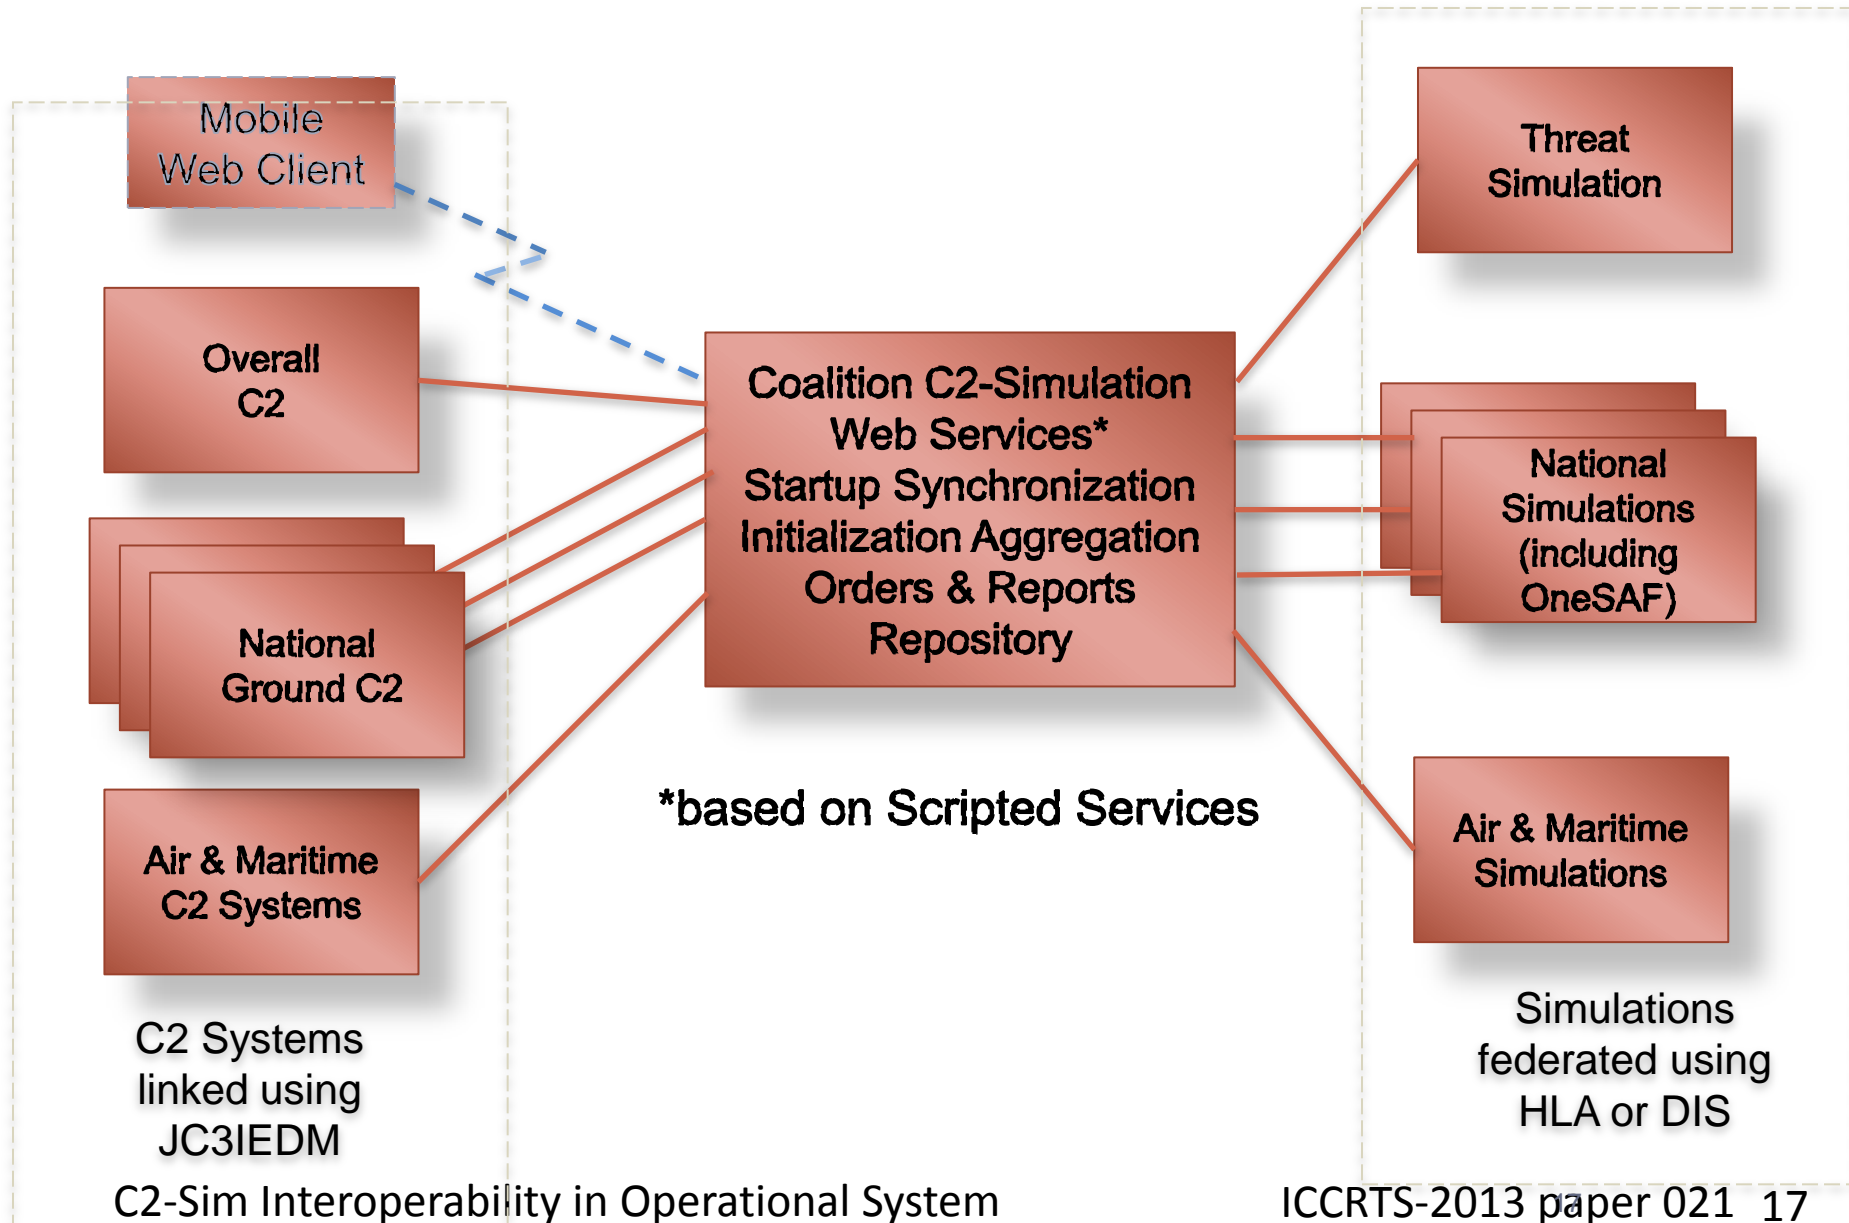 Mobile
Web Client
Overall
C2
National
Ground C2
Air & Maritime
C2 Systems
C2 Systems
linked using
JC3IEDM
Coalition C2-Simulation
Web Services*
Startup Synchronization
Initialization Aggregation
Orders & Reports
Repository
*based on Scripted Services
Threat
Simulation
National
Simulations
(including
OneSAF)
Air & Maritime
Simulations
Simulations
federated using
HLA or DIS
C2-Sim Interoperability in Operational System
ICCRTS-2013 paper 021
17
17